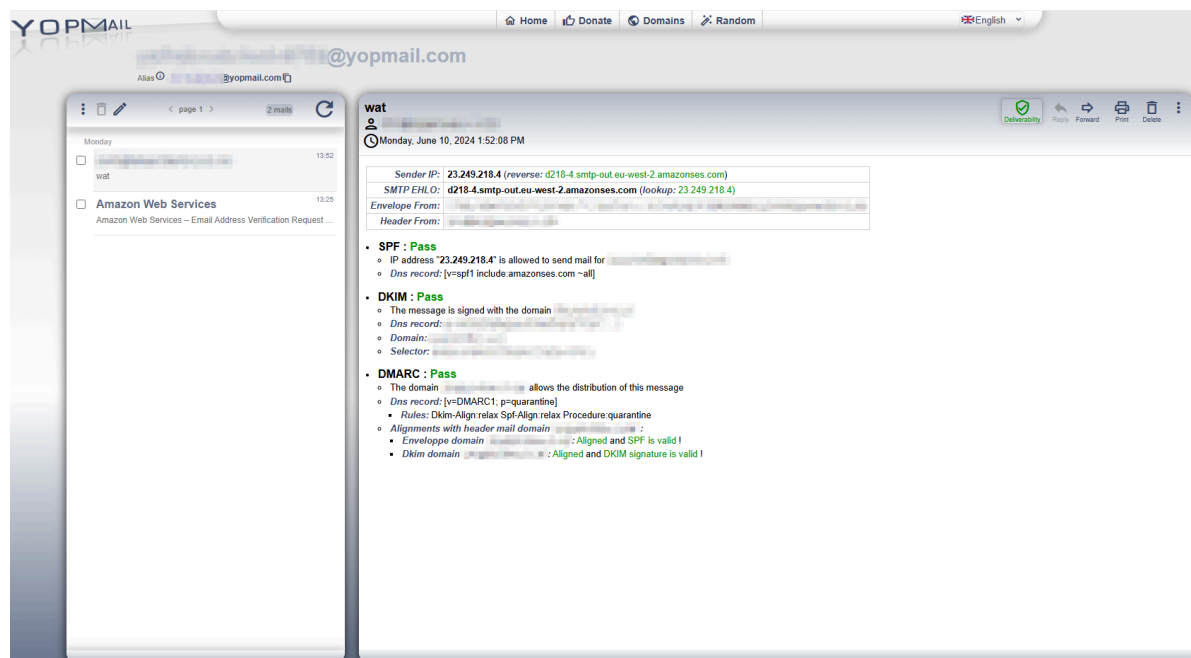 YOPMAIL
Home Donate Domains Random English
@yopmail.com
Alias @yopmail.com
< page 1 > 2 mails
Monday
13:52
wat
Amazon Web Services 13:25
Amazon Web Services – Email Address Verification Request ...
wat
Deliverability Reply Forward Print Delete
Monday, June 10, 2024 1:52:08 PM
Sender IP: 23.249.218.4 (reverse: d218-4.smtp-out.eu-west-2.amazonses.com)
SMTP EHLO: d218-4.smtp-out.eu-west-2.amazonses.com (lookup: 23.249.218.4)
Envelope From:
Header From:
• SPF : Pass
IP address "23.249.218.4" is allowed to send mail for
Dns record: [v=spf1 include:amazonses.com ~all]
• DKIM : Pass
The message is signed with the domain
Dns record:
Domain:
Selector:
• DMARC : Pass
The domain allows the distribution of this message
Dns record: [v=DMARC1; p=quarantine]
Rules: Dkim-Align:relax Spf-Align:relax Procedure:quarantine
Alignments with header mail domain :
Enveloppe domain : Aligned and SPF is valid !
Dkim domain : Aligned and DKIM signature is valid !